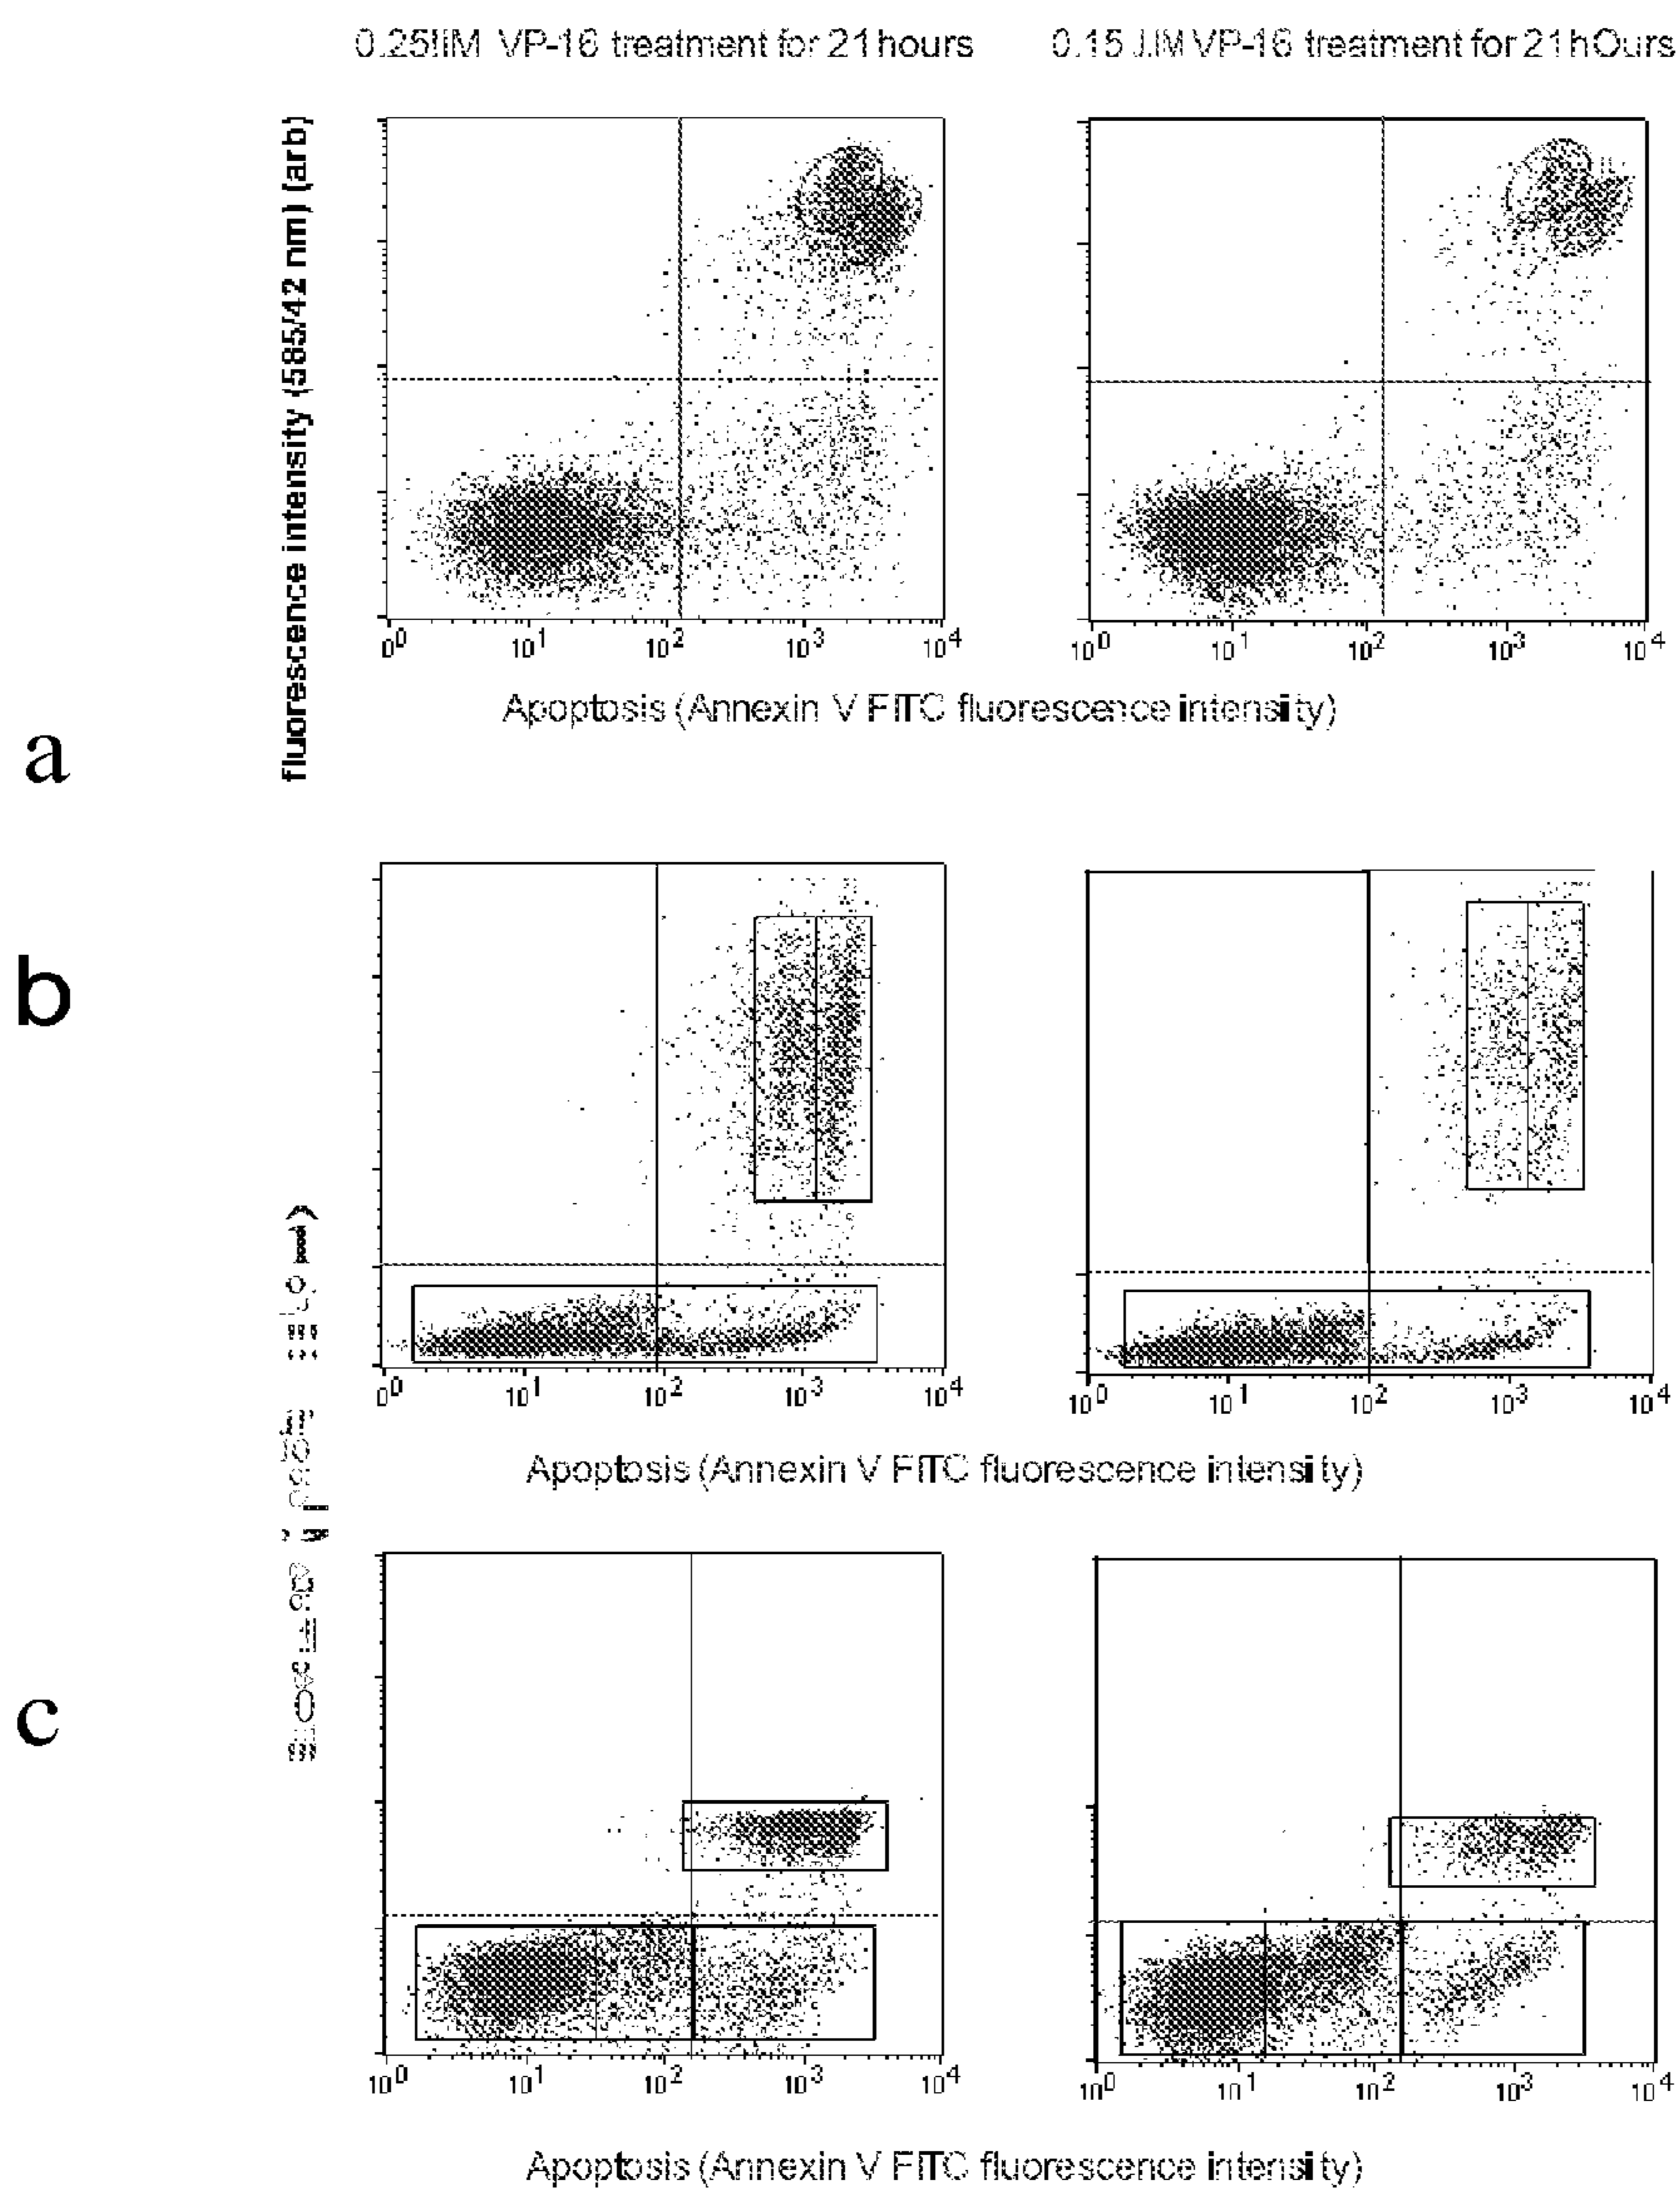 0.25IIM VP-16 treatment for 21 hours
0.15 J.IM VP-16 treatment for 21 hOurs
fluorescence intensity (585/42 nm) (arb)
10^0 10^1 10^2 10^3 10^4
10^0 10^1 10^2 10^3 10^4
Apoptosis (Annexin V FITC fluorescence intensity)
a
b
10^0 10^1 10^2 10^3 10^4
10^0 10^1 10^2 10^3 10^4
Apoptosis (Annexin V FITC fluorescence intensity)
c
10^0 10^1 10^2 10^3 10^4
10^0 10^1 10^2 10^3 10^4
Apoptosis (Annexin V FITC fluorescence intensity)